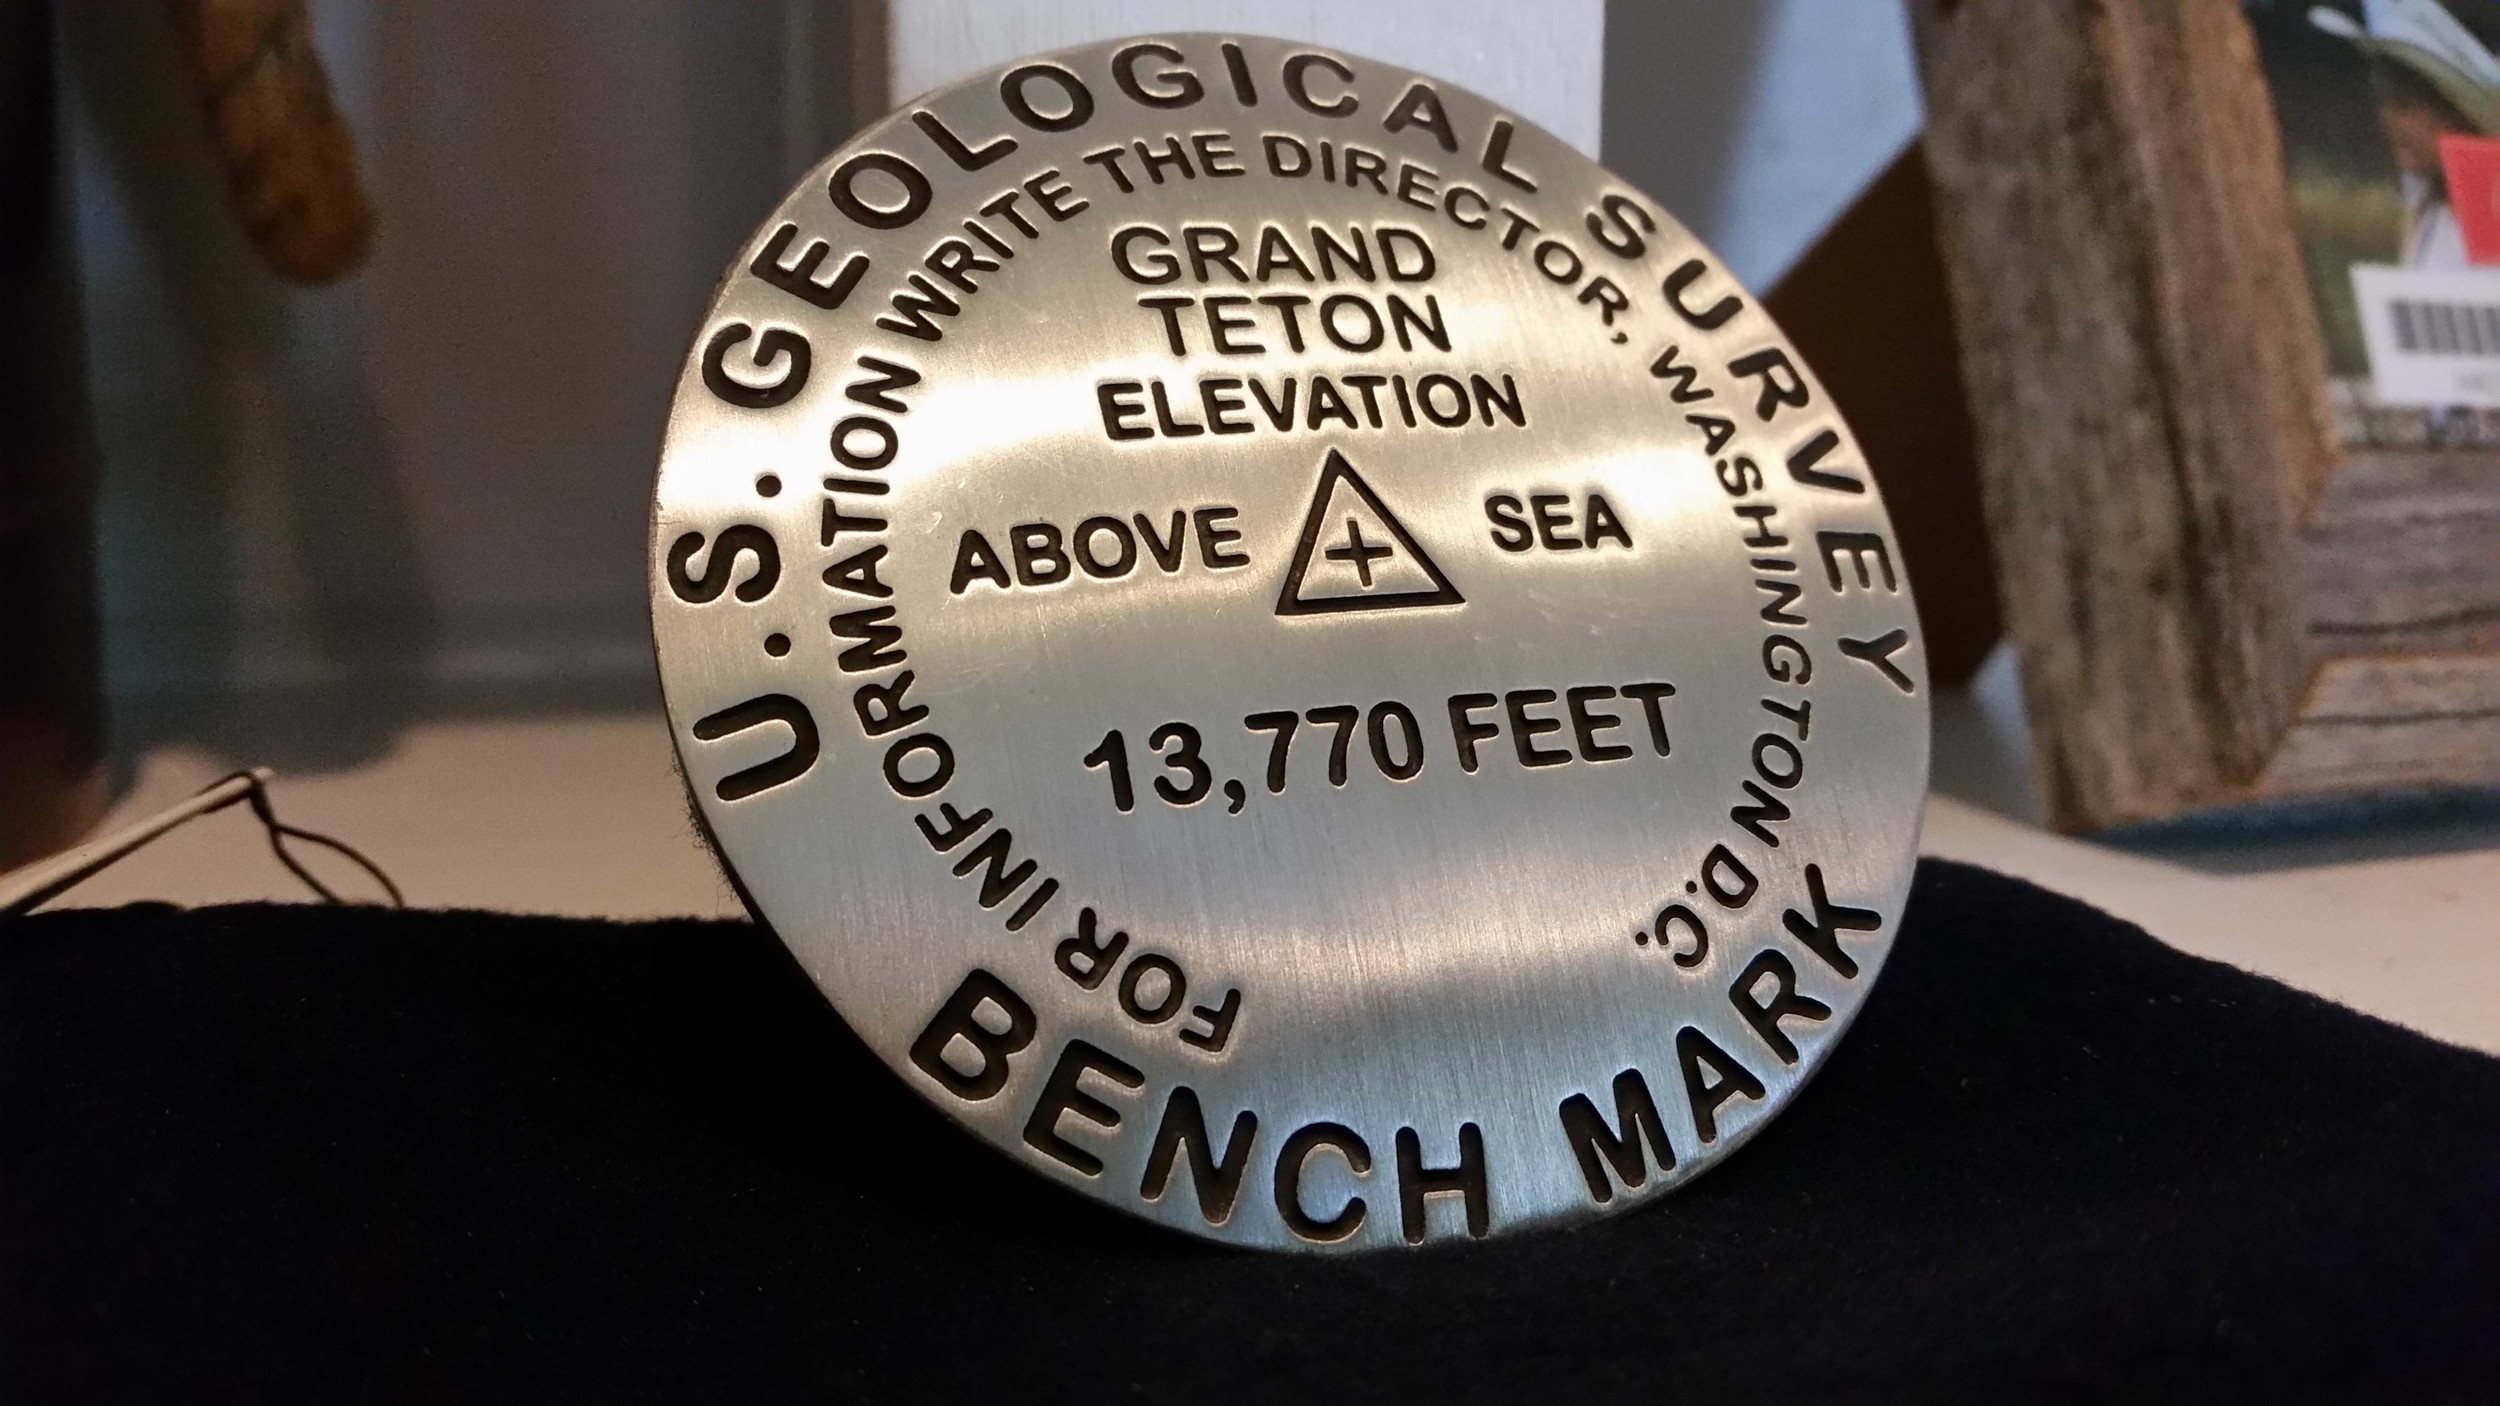 U.S. GEOLOGICAL SURVEY
FOR INFORMATION WRITE THE DIRECTOR, WASHINGTON D.C.
GRAND
TETON
ELEVATION
ABOVE SEA
13,770 FEET
BENCH MARK